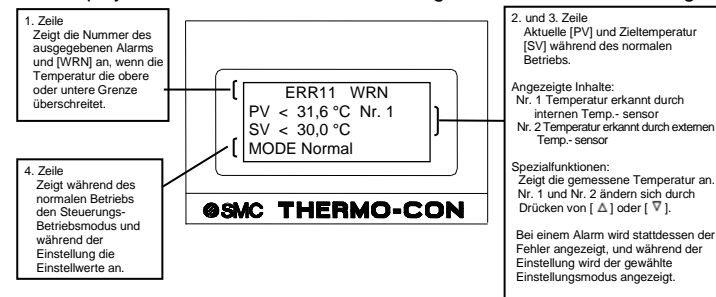 1. Zeile
Zeigt die Nummer des
ausgegebenen Alarms
und [WRN] an, wenn die
Temperatur die obere
oder untere Grenze
überschreitet.
4. Zeile
Zeigt während des
normalen Betriebs
den Steuerungs-
Betriebsmodus und
während der
Einstellung die
Einstellwerte an.
ERR11 WRN
PV < 31,6 °C Nr. 1
SV < 30,0 °C
MODE Normal
SMC THERMO-CON
2. und 3. Zeile
Aktuelle [PV] und Zieltemperatur
[SV] während des normalen
Betriebs.
Angezeigte Inhalte:
Nr. 1 Temperatur erkannt durch
internen Temp.- sensor
Nr. 2 Temperatur erkannt durch externen
Temp.- sensor
Spezialfunktionen:
Zeigt die gemessene Temperatur an.
Nr. 1 und Nr. 2 ändern sich durch
Drücken von [ △ ] oder [ ▽ ].
Bei einem Alarm wird stattdessen der
Fehler angezeigt, und während der
Einstellung wird der gewählte
Einstellungsmodus angezeigt.